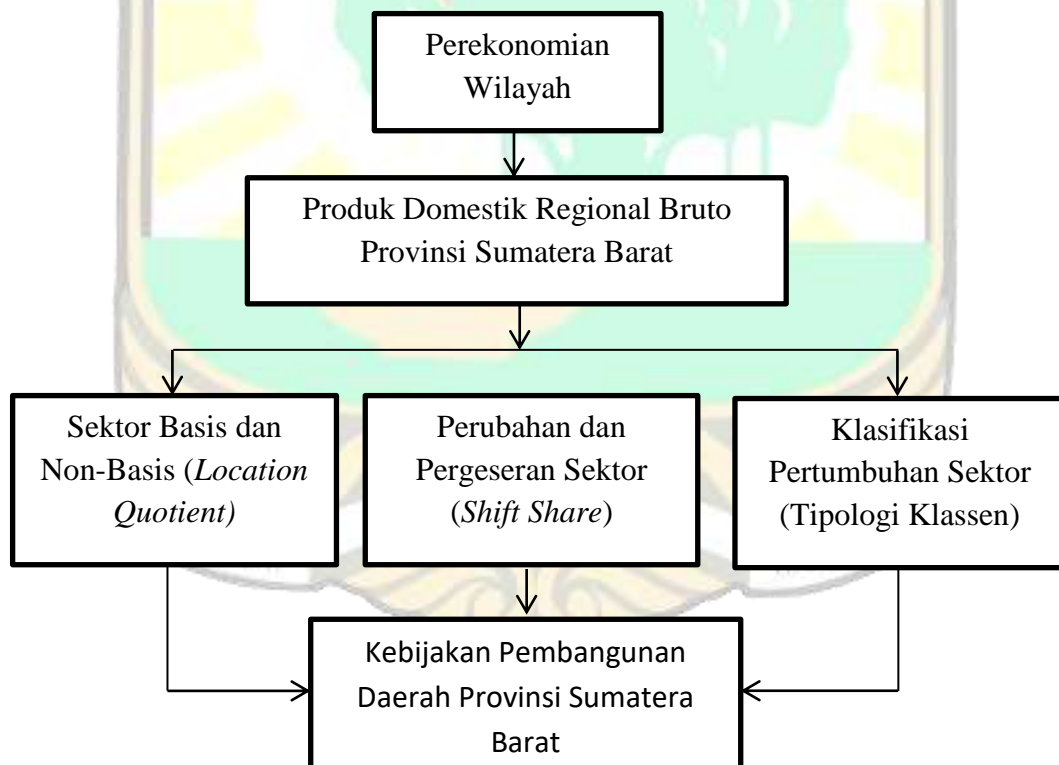 Perekonomian
Wilayah
Produk Domestik Regional Bruto
Provinsi Sumatera Barat
Sektor Basis dan
Non-Basis (Location
Quotient)
Perubahan dan
Pergeseran Sektor
(Shift Share)
Klasifikasi
Pertumbuhan Sektor
(Tipologi Klassen)
Kebijakan Pembangunan
Daerah Provinsi Sumatera
Barat